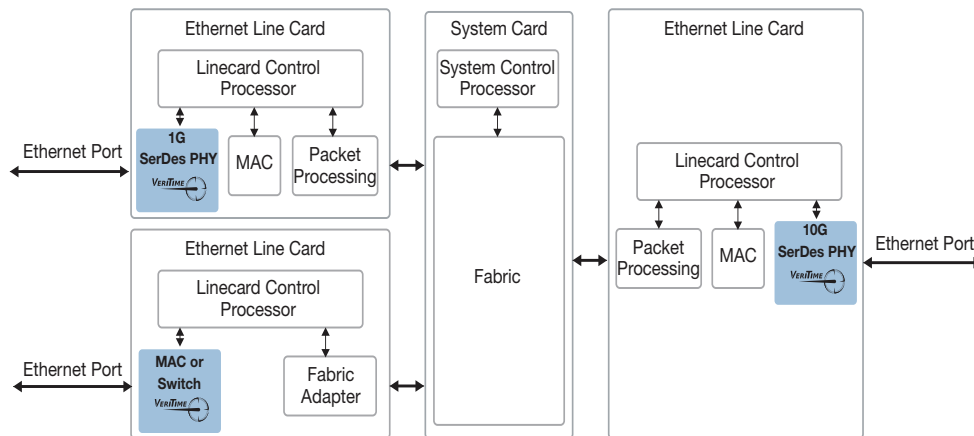 Ethernet Line Card
Linecard Control
Processor
1G
SerDes PHY
VERITIME
MAC
Packet
Processing
Ethernet Port
Ethernet Line Card
Linecard Control
Processor
MAC or
Switch
VERITIME
Fabric
Adapter
Ethernet Port
System Card
System Control
Processor
Fabric
Ethernet Line Card
Linecard Control
Processor
Packet
Processing
MAC
10G
SerDes PHY
VERITIME
Ethernet Port